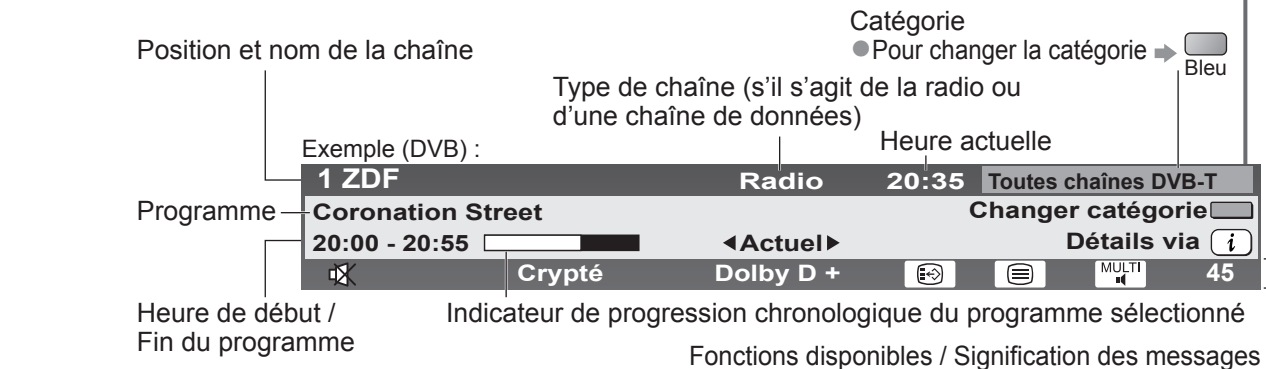 Catégorie
●Pour changer la catégorie
Bleu
Position et nom de la chaîne
Type de chaîne (s’il s’agit de la radio ou
d’une chaîne de données)
Heure actuelle
Exemple (DVB) :
1 ZDF Radio 20:35 Toutes chaînes DVB-T
Programme
Coronation Street Changer catégorie
20:00 - 20:55 ◀Actuel▶ Détails via i
Crypté Dolby D + MULTI 45
Heure de début /
Fin du programme
Indicateur de progression chronologique du programme sélectionné
Fonctions disponibles / Signification des messages